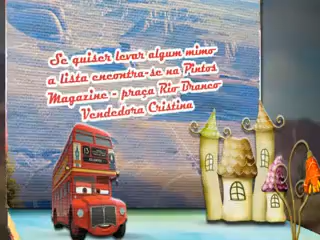 Se quiser levar algum mimo
a lista encontra-se na Pintos
Magazine - praça Rio Branco
Vendedora Cristina